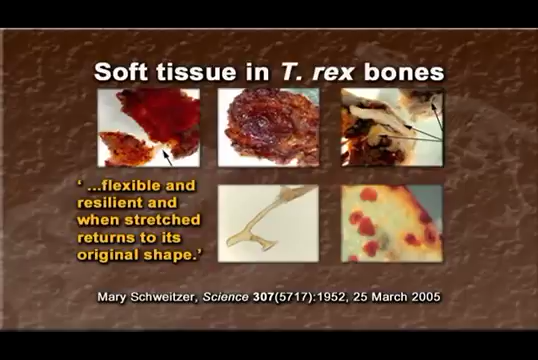 Soft tissue in T. rex bones
‘ ...flexible and
resilient and
when stretched
returns to its
original shape.’
Mary Schweitzer, Science 307(5717):1952, 25 March 2005